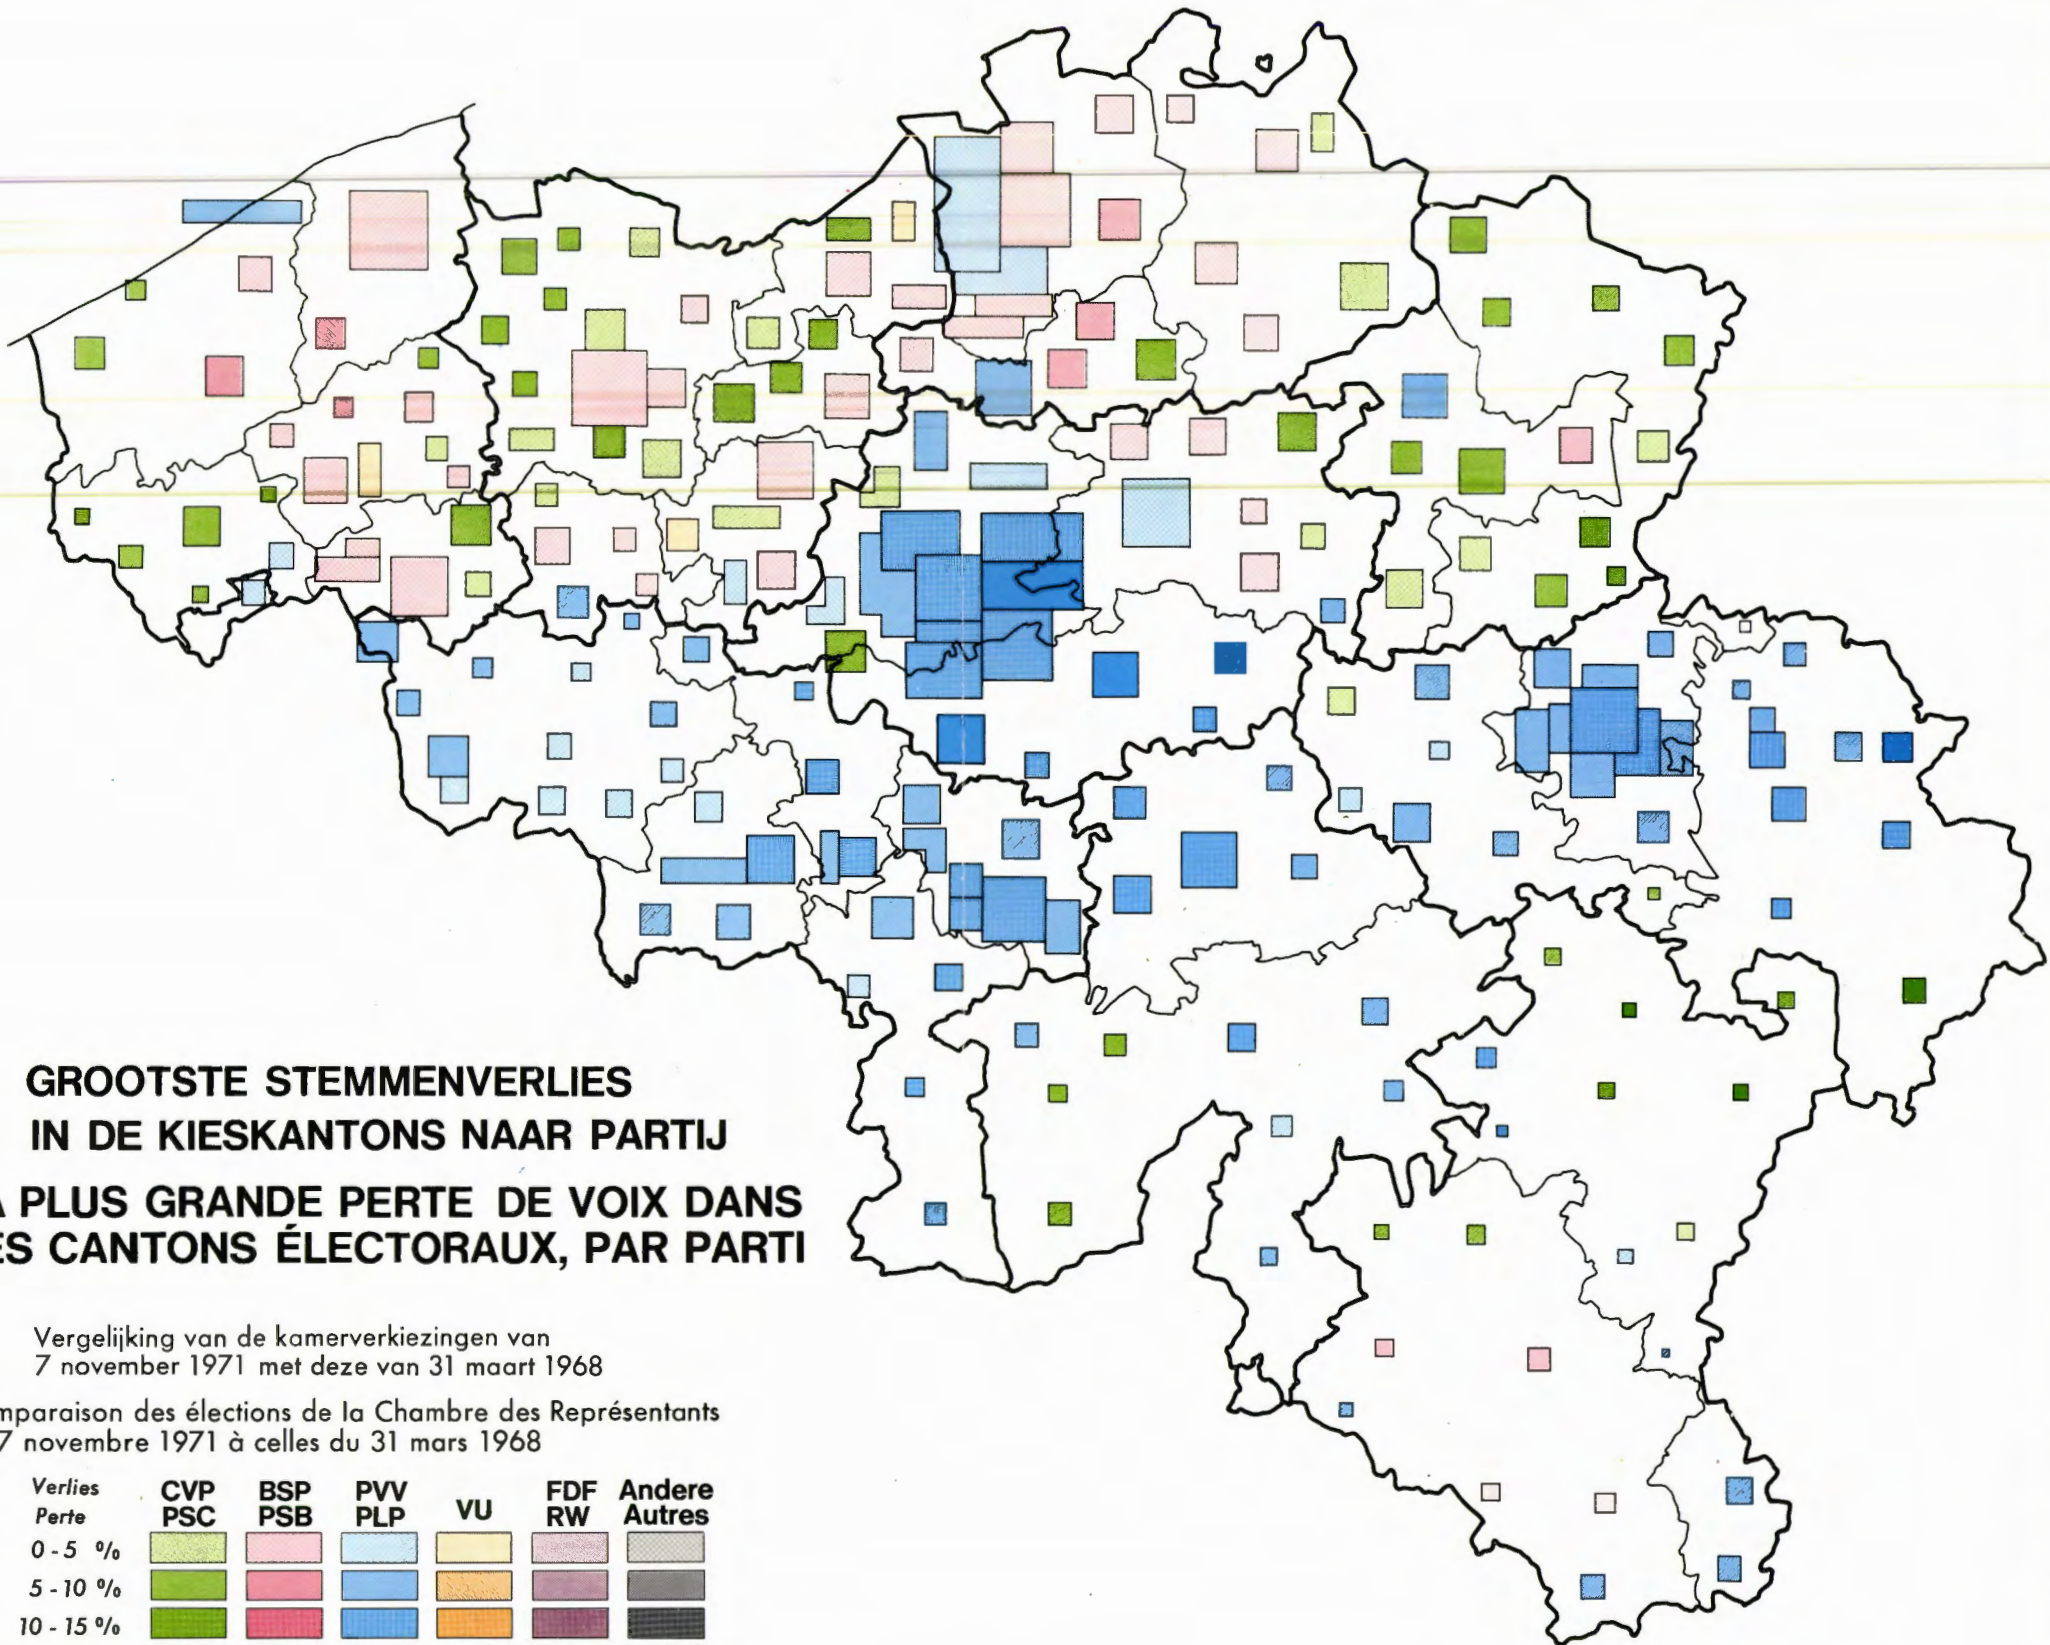 GROOTSTE STEMMENVERLIES
IN DE KIESKANTONS NAAR PARTIJ
PLUS GRANDE PERTE DE VOIX DANS
CANTONS ÉLECTORAUX, PAR PARTI
Vergelijking van de kamerverkiezingen van
7 november 1971 met deze van 31 maart 1968
des élections de la Chambre des Représentants
7 novembre 1971 à celles du 31 mars 1968
Verlies
Perte
CVP
PSC
BSP
PSB
PVV
PLP
VU
FDF
RW
Andere
Autres
0-5 %
5-10 %
10-15 %